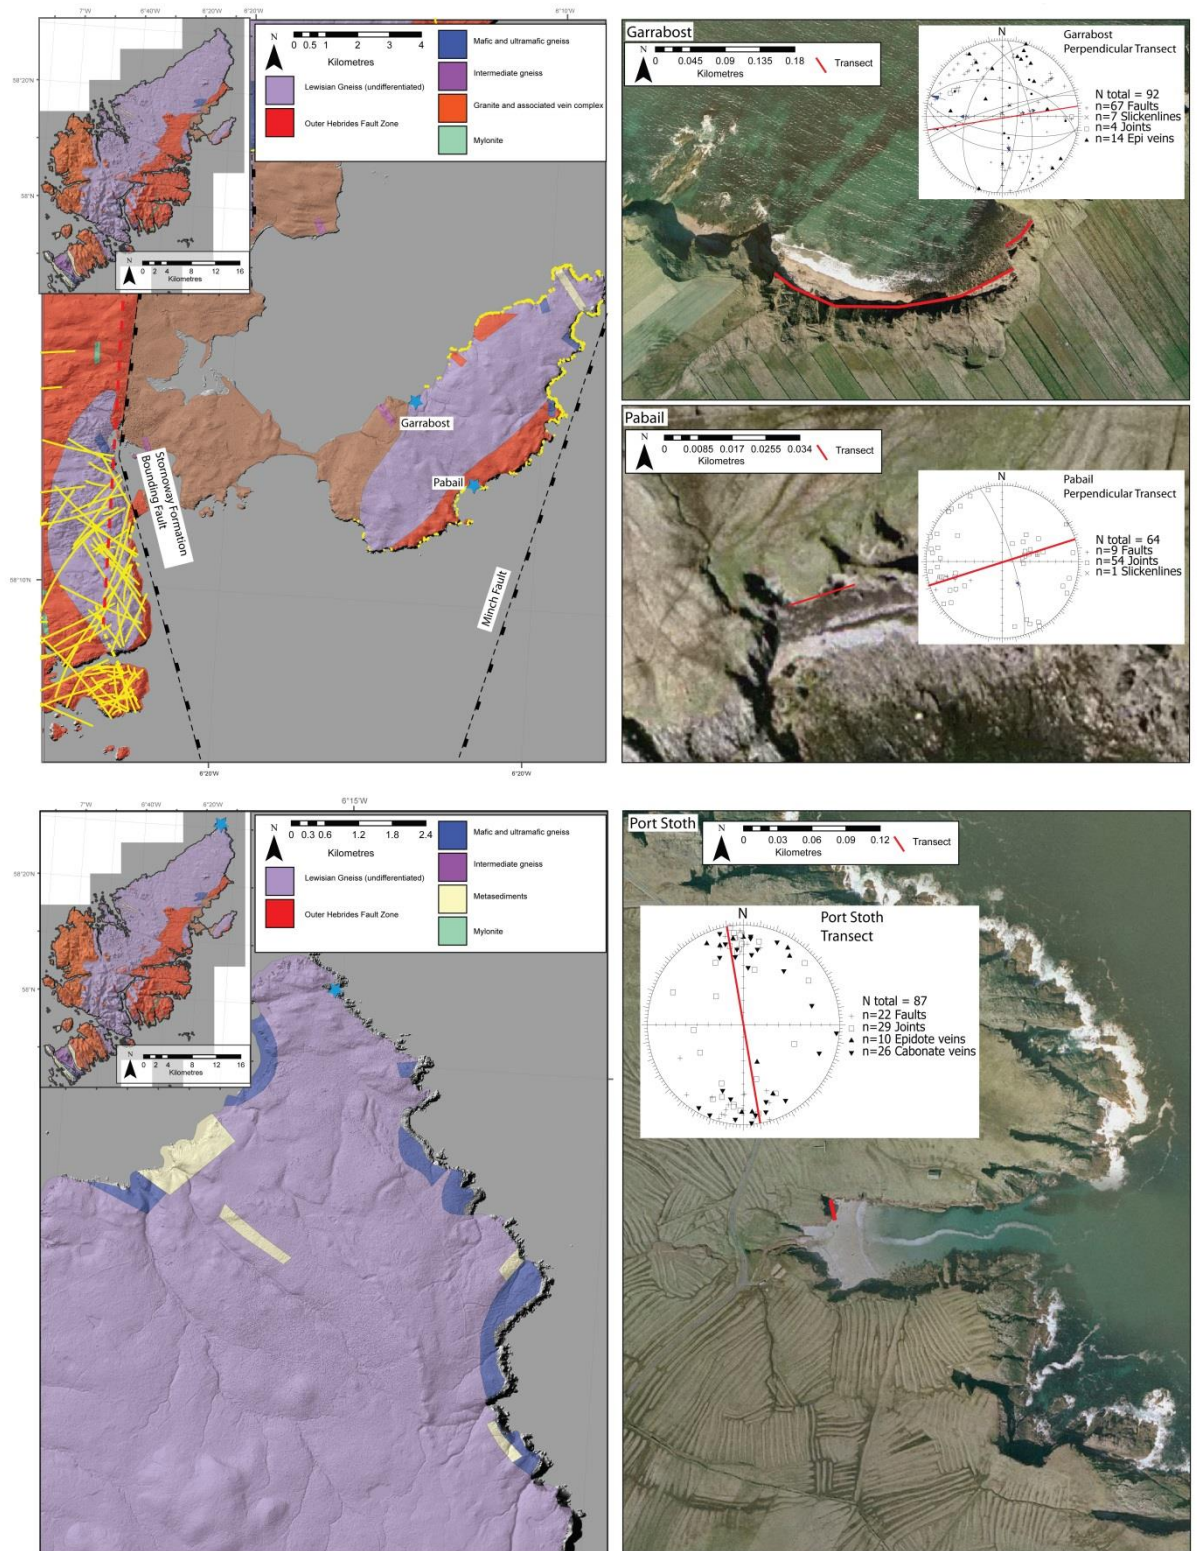 7°W 6°40'W 6°20'W
58°20'N
58°N
N
0 2 4 8 12 16
Kilometres
6°20'W 6°10'W
N
0 0.5 1 2 3 4
Kilometres
Lewisian Gneiss (undifferentiated)
Outer Hebrides Fault Zone
Mafic and ultramafic gneiss
Intermediate gneiss
Granite and associated vein complex
Mylonite
Garrabost
Pabail
Stornoway Formation
Bounding Fault
Minch Fault
58°10'N
6°20'W 6°20'W
Garrabost
N
0 0.045 0.09 0.135 0.18
Kilometres
Transect
N
Garrabost
Perpendicular Transect
N total = 92
n=67 Faults
n=7 Slickenlines
n=4 Joints
n=14 Epi veins
Pabail
N
0 0.0085 0.017 0.0255 0.034
Kilometres
Transect
N
Pabail
Perpendicular Transect
N total = 64
n=9 Faults
n=54 Joints
n=1 Slickenlines
7°W 6°40'W 6°20'W
58°20'N
58°N
N
0 2 4 8 12 16
Kilometres
6°15'W
N
0 0.3 0.6 1.2 1.8 2.4
Kilometres
Lewisian Gneiss (undifferentiated)
Outer Hebrides Fault Zone
Mafic and ultramafic gneiss
Intermediate gneiss
Metasediments
Mylonite
Port Stoth
N
0 0.03 0.06 0.09 0.12
Kilometres
Transect
N
Port Stoth
Transect
N total = 87
n=22 Faults
n=29 Joints
n=10 Epidote veins
n=26 Cabonate veins